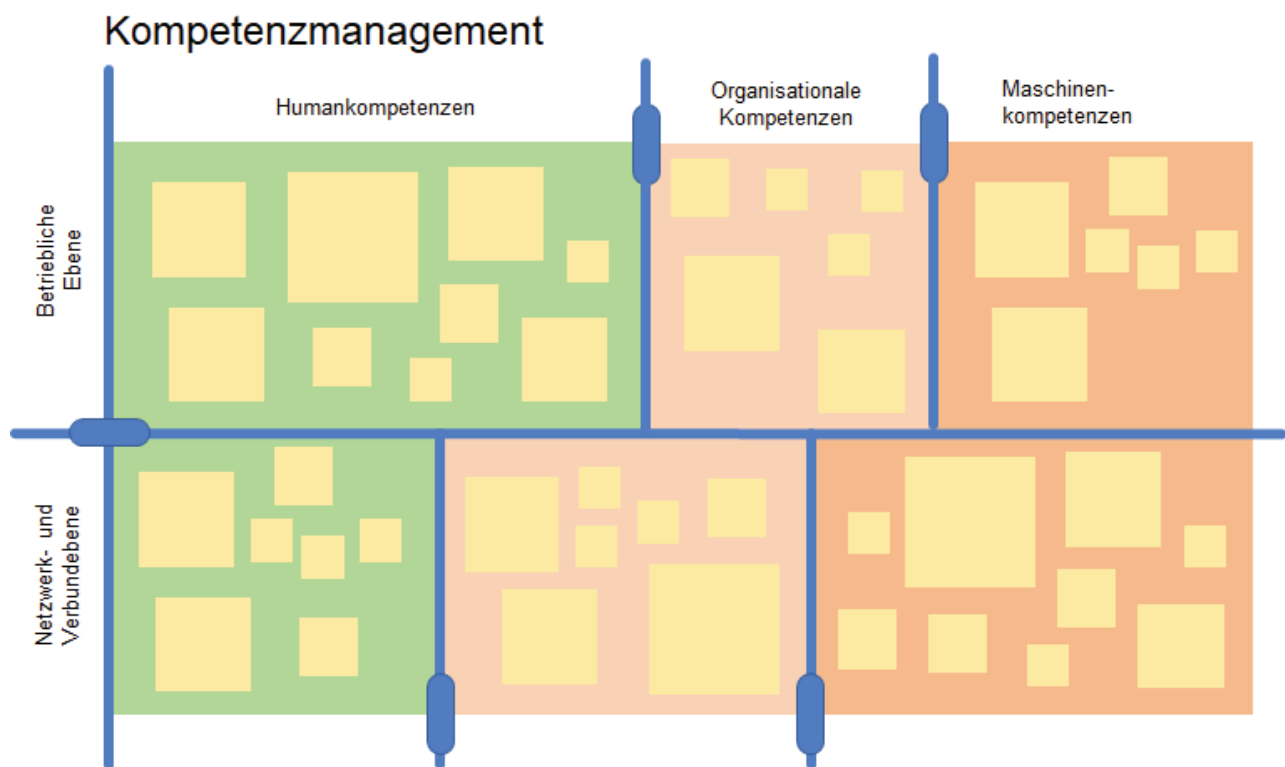 Kompetenzmanagement
Humankompetenzen
Organisationale
Kompetenzen
Maschinen-
kompetenzen
Betriebliche
Ebene
Netzwerk- und
Verbundebene